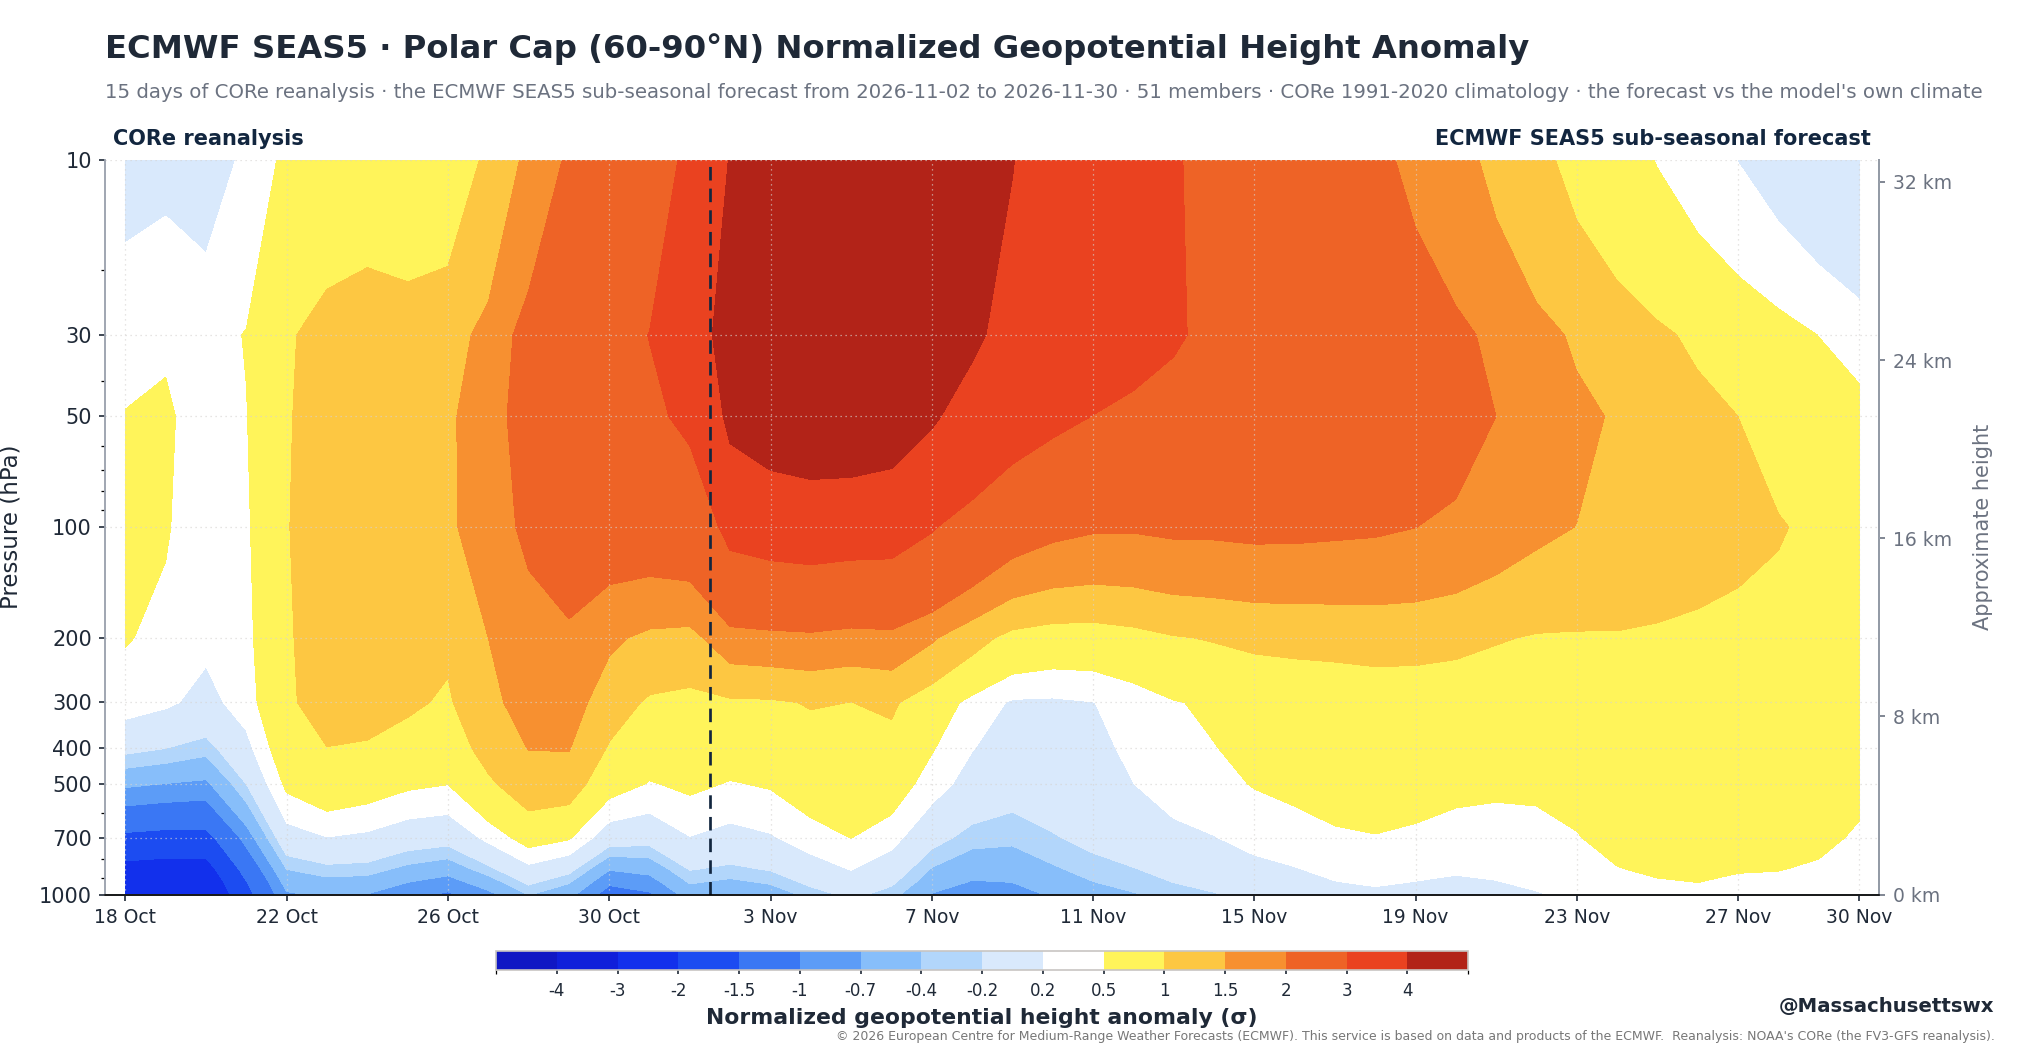 ECMWF SEAS5 · Polar Cap (60-90°N) Normalized Geopotential Height Anomaly
15 days of CORe reanalysis · the ECMWF SEAS5 sub-seasonal forecast from 2026-11-02 to 2026-11-30 · 51 members · CORe 1991-2020 climatology · the forecast vs the model's own climate
CORe reanalysis
ECMWF SEAS5 sub-seasonal forecast
Pressure (hPa)
10
30
50
100
200
300
400
500
700
1000
32 km
24 km
16 km
8 km
0 km
Approximate height
18 Oct 22 Oct 26 Oct 30 Oct 3 Nov 7 Nov 11 Nov 15 Nov 19 Nov 23 Nov 27 Nov 30 Nov
-4 -3 -2 -1.5 -1 -0.7 -0.4 -0.2 0.2 0.5 1 1.5 2 3 4
Normalized geopotential height anomaly (σ)
@Massachusettswx
© 2026 European Centre for Medium-Range Weather Forecasts (ECMWF). This service is based on data and products of the ECMWF. Reanalysis: NOAA's CORe (the FV3-GFS reanalysis).